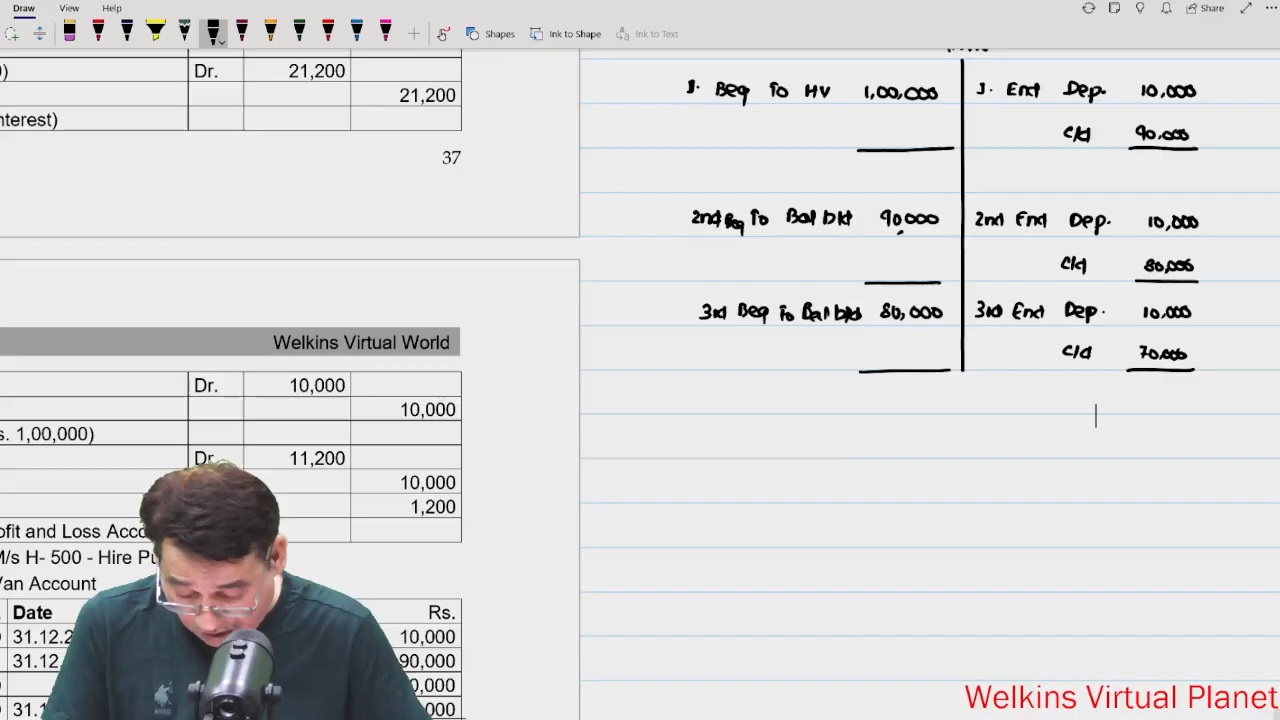 Draw View Help
Shapes Ink to Shape Ink to Text Share
) Dr. 21,200
21,200
nterest)
37
Welkins Virtual World
Dr. 10,000
10,000
s. 1,00,000)
Dr. 11,200
10,000
1,200
rofit and Loss Acco
M/s H- 500 - Hire Pu
Van Account
Date Rs.
31.12.2 10,000
31.12 90,000
0,000
31.1 0,000
1. Beg To HV 1,00,000 1. End Dep. 10,000
c/d 90,000
2nd Beg To Bal b/d 90000 2nd End Dep. 10,000
c/d 80,000
3rd Beg To Bal b/d 80,000 3rd End Dep. 10,000
c/d 70,000
Welkins Virtual Planet